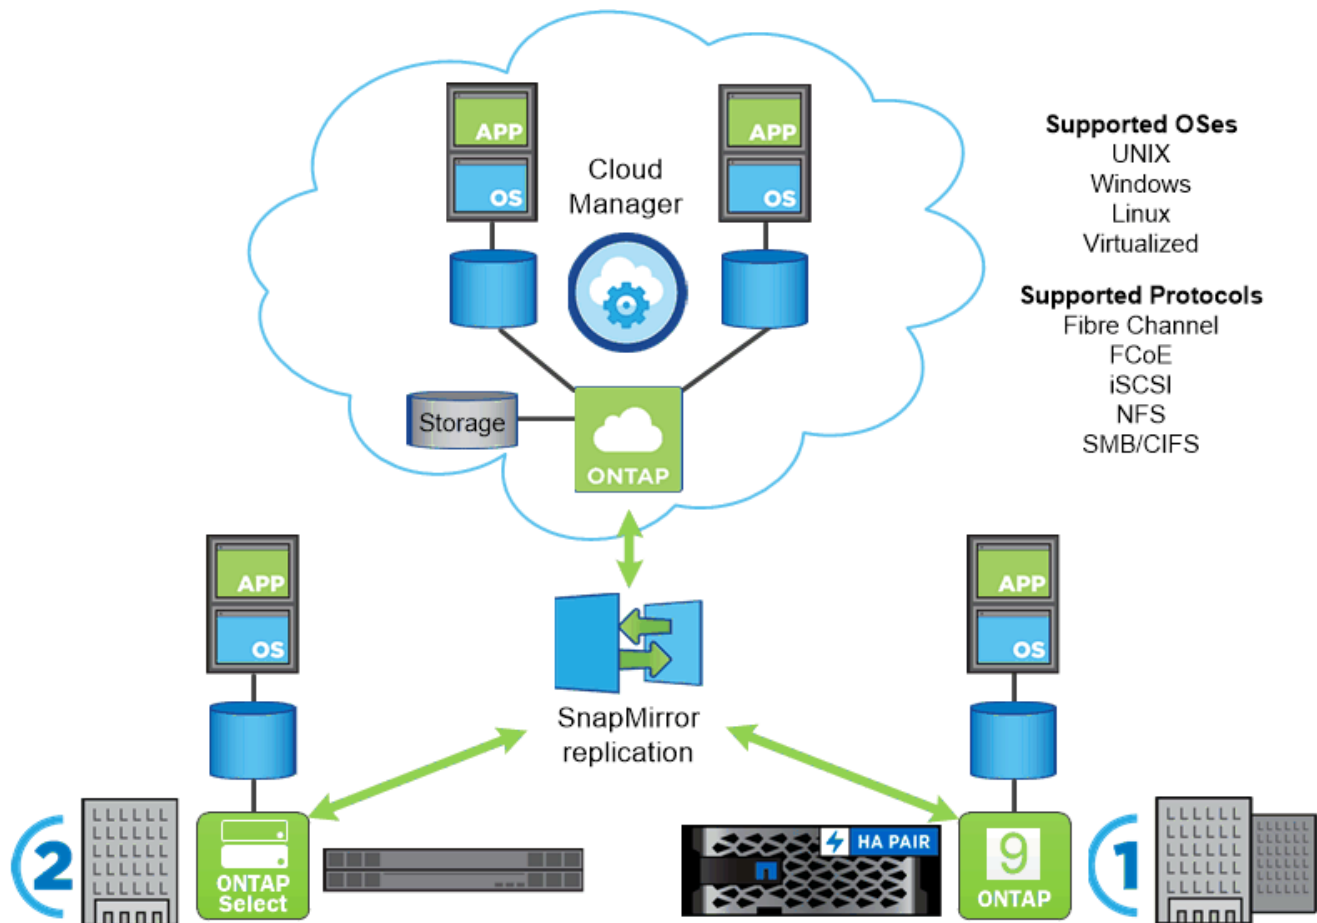 APP
OS
APP
OS
Cloud
Manager
Storage
ONTAP
Supported OSes
UNIX
Windows
Linux
Virtualized
Supported Protocols
Fibre Channel
FCoE
iSCSI
NFS
SMB/CIFS
APP
OS
SnapMirror
replication
APP
OS
2
ONTAP
Select
HA PAIR
9
ONTAP
1